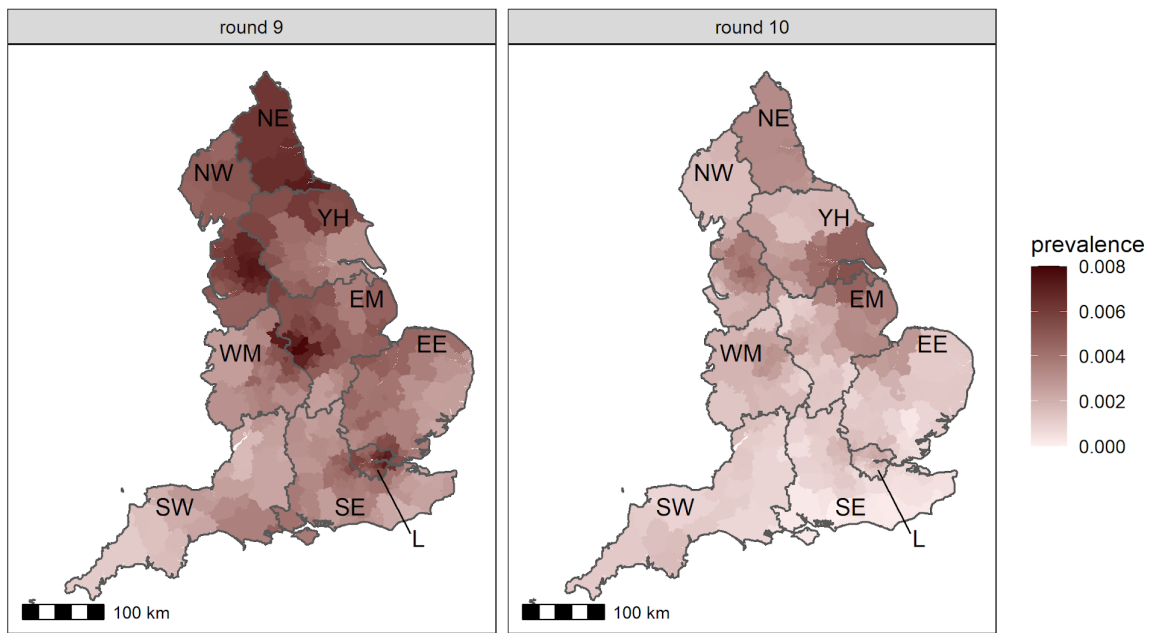 round 9
round 10
NE
NW
YH
EM
WM
EE
SW
SE
L
100 km
NE
NW
YH
EM
WM
EE
SW
SE
L
100 km
prevalence
0.008
0.006
0.004
0.002
0.000